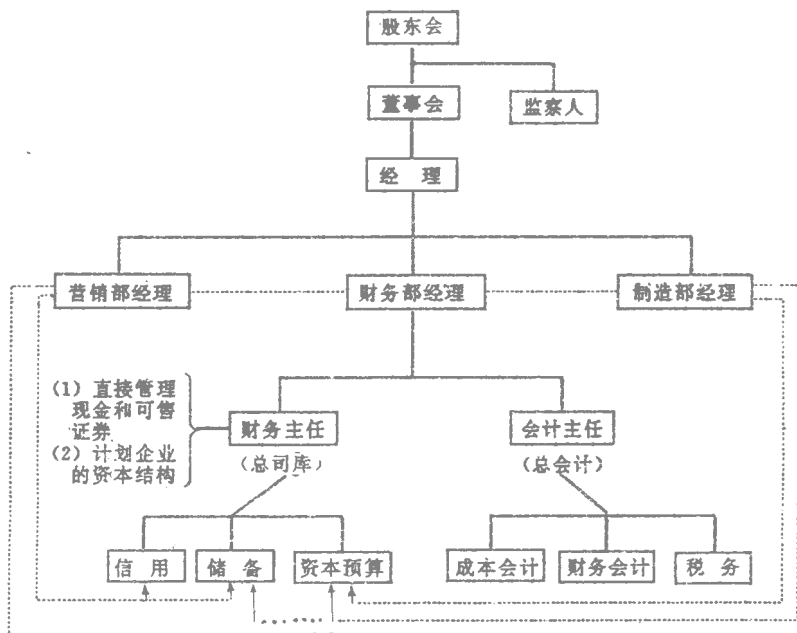 股东会
董事会 监察人
经 理
营销部经理 财务部经理 制造部经理
(1) 直接管理
现金和可售
证券
(2) 计划企业
的资本结构
财务主任 会计主任
(总司库) (总会计)
信用 储备 资本预算 成本会计 财务会计 税务